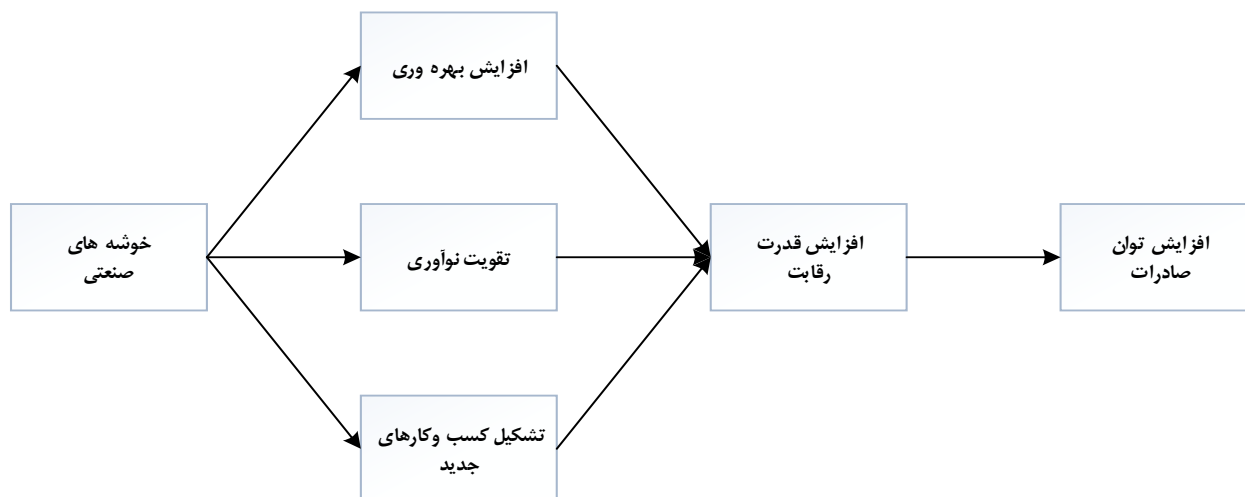 افزایش بهره وری
خوشه های
صنعتی
تقویت نوآوری
افزایش قدرت
رقابت
افزایش توان
صادرات
تشکیل کسب وکارهای
جدید